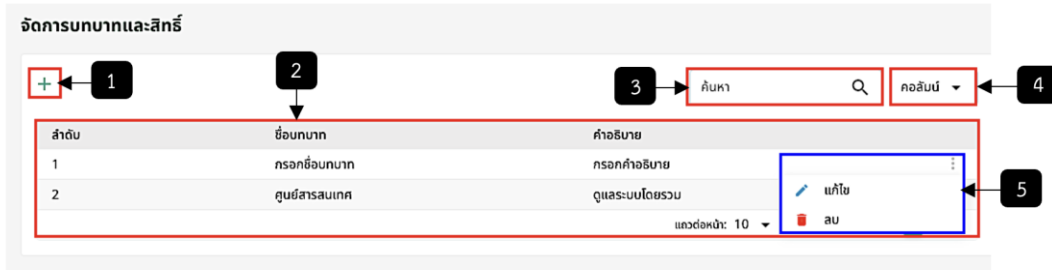 จัดการบทบาทและสิทธิ์
+ 1 2 3 ค้นหา คอลัมน์ 4
ลำดับ ชื่อบทบาท คำอธิบาย
1 กรอกชื่อบทบาท กรอกคำอธิบาย
2 ศูนย์สารสนเทศ ดูแลระบบโดยรวม แก้ไข 5
แถวต่อหน้า: 10 ลบ